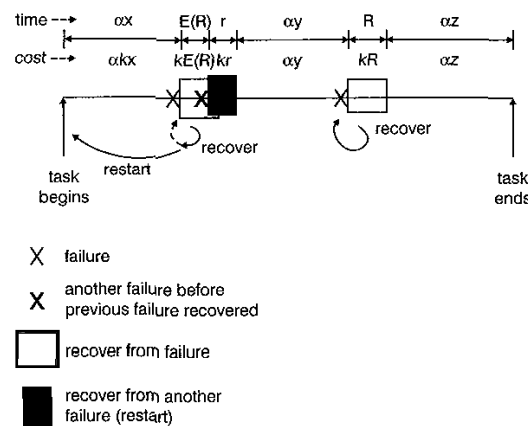 time --> αx E(R) r αy R αz
cost --> αkx kE(R) kr αy kR αz
recover
recover
restart
task
begins
task
ends
failure
another failure before
previous failure recovered
recover from failure
recover from another
failure (restart)